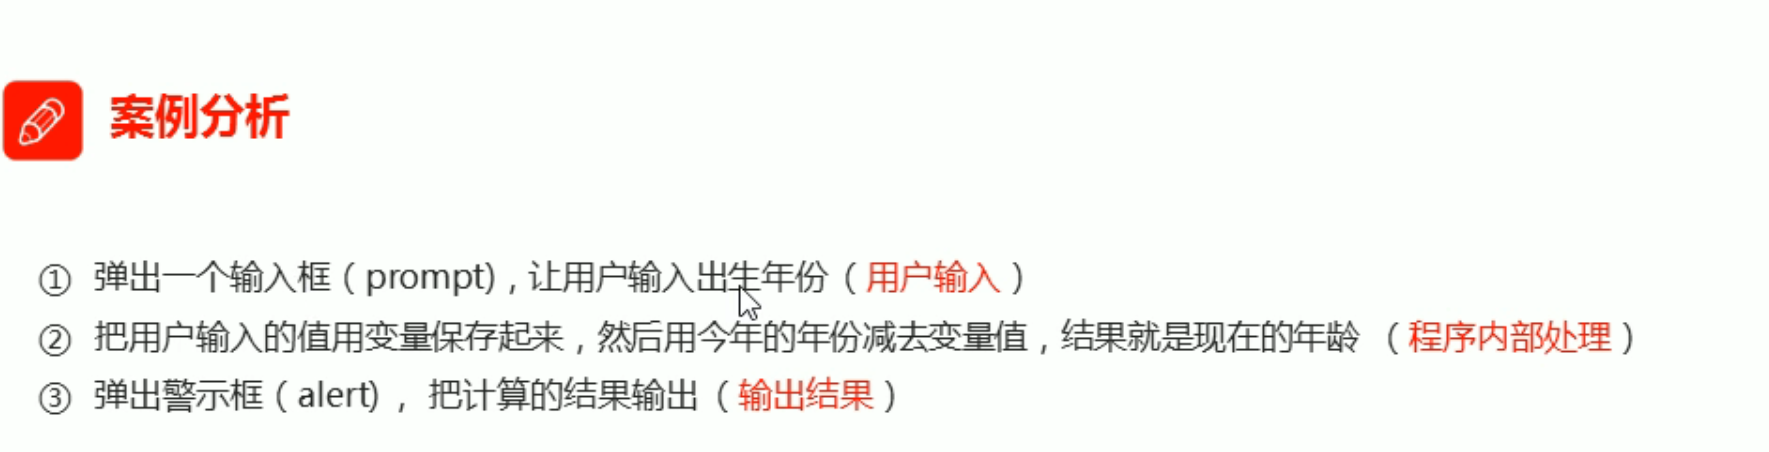 案例分析
① 弹出一个输入框（prompt)，让用户输入出生年份（用户输入）
② 把用户输入的值用变量保存起来，然后用今年的年份减去变量值，结果就是现在的年龄 （程序内部处理）
③ 弹出警示框（alert)， 把计算的结果输出（输出结果）